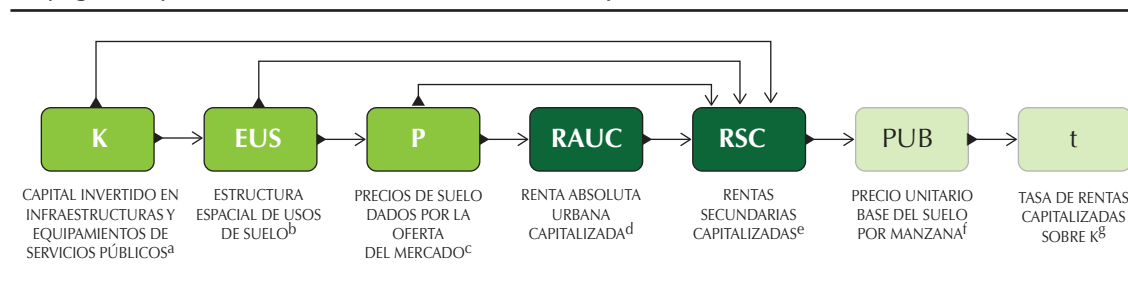 K
EUS
P
RAUC
RSC
PUB
t
CAPITAL INVERTIDO EN
INFRAESTRUCTURAS Y
EQUIPAMIENTOS DE
SERVICIOS PÚBLICOSa
ESTRUCTURA
ESPACIAL DE USOS
DE SUELOb
PRECIOS DE SUELO
DADOS POR LA
OFERTA
DEL MERCADOc
RENTA ABSOLUTA
URBANA
CAPITALIZADAd
RENTAS
SECUNDARIAS
CAPITALIZADASe
PRECIO UNITARIO
BASE DEL SUELO
POR MANZANAf
TASA DE RENTAS
CAPITALIZADAS
SOBRE Kg